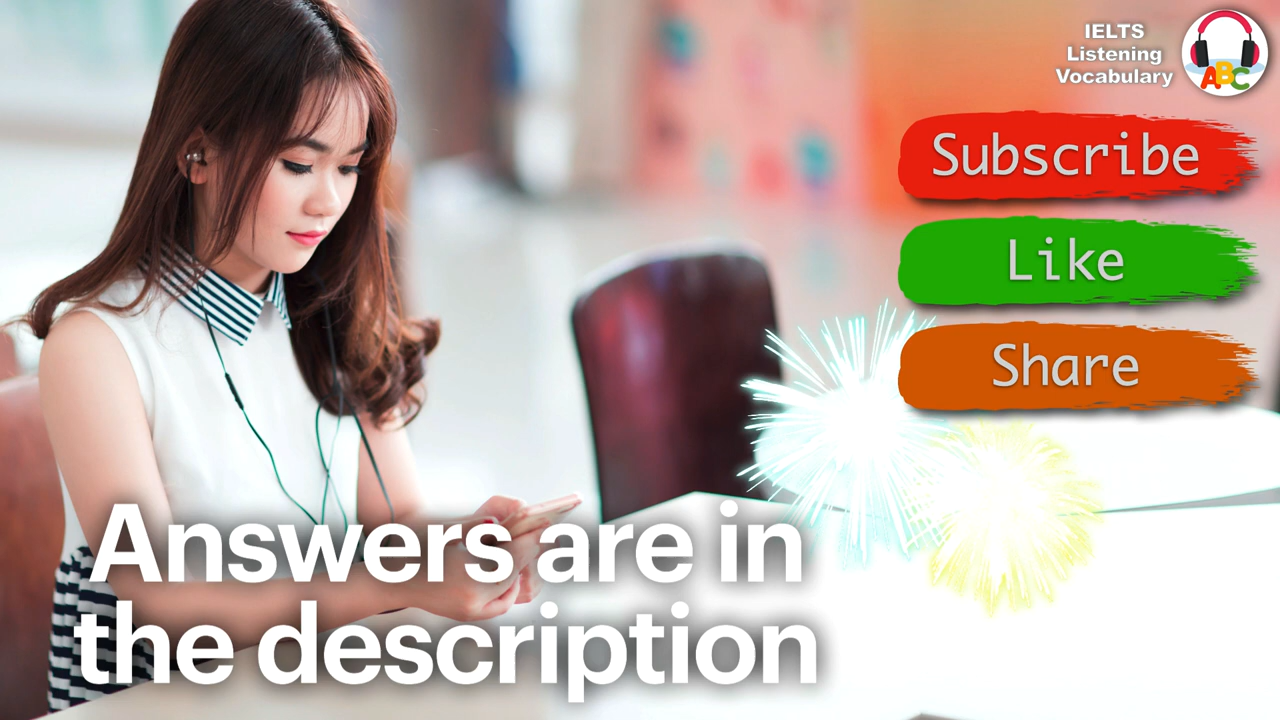 IELTS
Listening
Vocabulary
ABC
Subscribe
Like
Share
Answers are in
the description